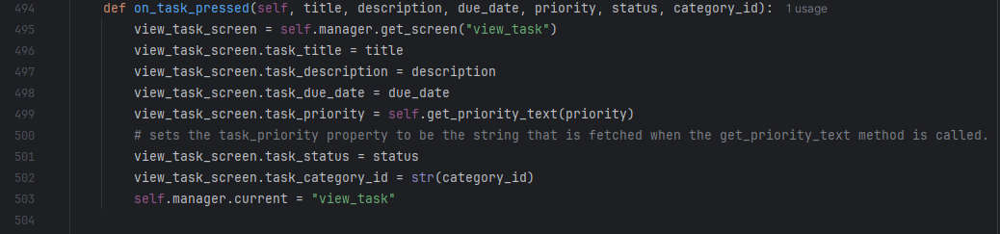 494 def on_task_pressed(self, title, description, due_date, priority, status, category_id): 1 usage
495 view_task_screen = self.manager.get_screen("view_task")
496 view_task_screen.task_title = title
497 view_task_screen.task_description = description
498 view_task_screen.task_due_date = due_date
499 view_task_screen.task_priority = self.get_priority_text(priority)
500 # sets the task_priority property to be the string that is fetched when the get_priority_text method is called.
501 view_task_screen.task_status = status
502 view_task_screen.task_category_id = str(category_id)
503 self.manager.current = "view_task"
504